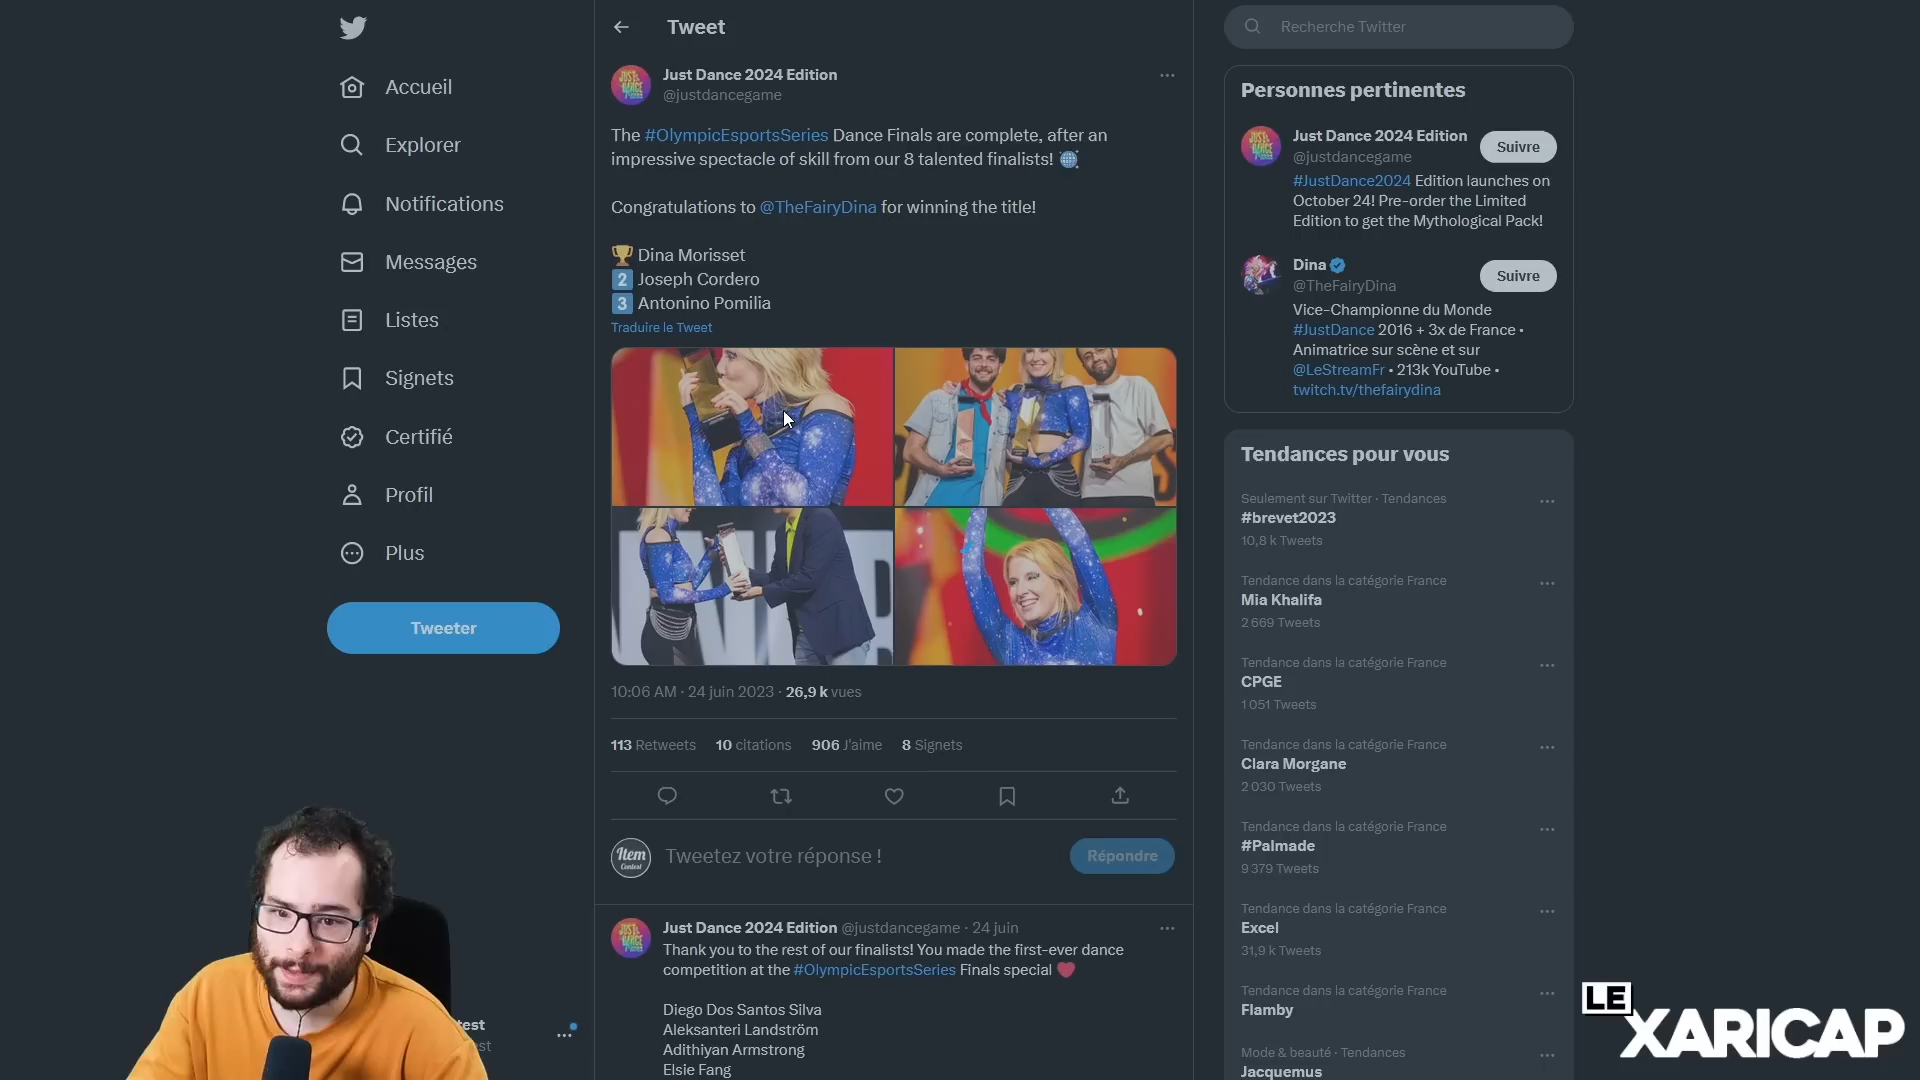 Accueil
Explorer
Notifications
Messages
Listes
Signets
Certifié
Profil
Plus
Tweeter
Tweet
Just Dance 2024 Edition
@justdancegame
The #OlympicEsportsSeries Dance Finals are complete, after an
impressive spectacle of skill from our 8 talented finalists!
Congratulations to @TheFairyDina for winning the title!
Dina Morisset
2 Joseph Cordero
3 Antonino Pomilia
Traduire le Tweet
10:06 AM · 24 juin 2023 · 26,9 k vues
113 Retweets 10 citations 906 J'aime 8 Signets
Item
Contest
Tweetez votre réponse !
Répondre
Just Dance 2024 Edition @justdancegame · 24 juin
Thank you to the rest of our finalists! You made the first-ever dance
competition at the #OlympicEsportsSeries Finals special
Diego Dos Santos Silva
Aleksanteri Landström
Adithiyan Armstrong
Elsie Fang
Recherche Twitter
Personnes pertinentes
Just Dance 2024 Edition
@justdancegame
Suivre
#JustDance2024 Edition launches on
October 24! Pre-order the Limited
Edition to get the Mythological Pack!
Dina
@TheFairyDina
Suivre
Vice-Championne du Monde
#JustDance 2016 + 3x de France •
Animatrice sur scène et sur
@LeStreamFr • 213k YouTube •
twitch.tv/thefairydina
Tendances pour vous
Seulement sur Twitter · Tendances
#brevet2023
10,8 k Tweets
Tendance dans la catégorie France
Mia Khalifa
2 669 Tweets
Tendance dans la catégorie France
CPGE
1 051 Tweets
Tendance dans la catégorie France
Clara Morgane
2 030 Tweets
Tendance dans la catégorie France
#Palmade
9 379 Tweets
Tendance dans la catégorie France
Excel
31,9 k Tweets
Tendance dans la catégorie France
Flamby
Mode & beauté · Tendances
Jacquemus
LE
XARICAP